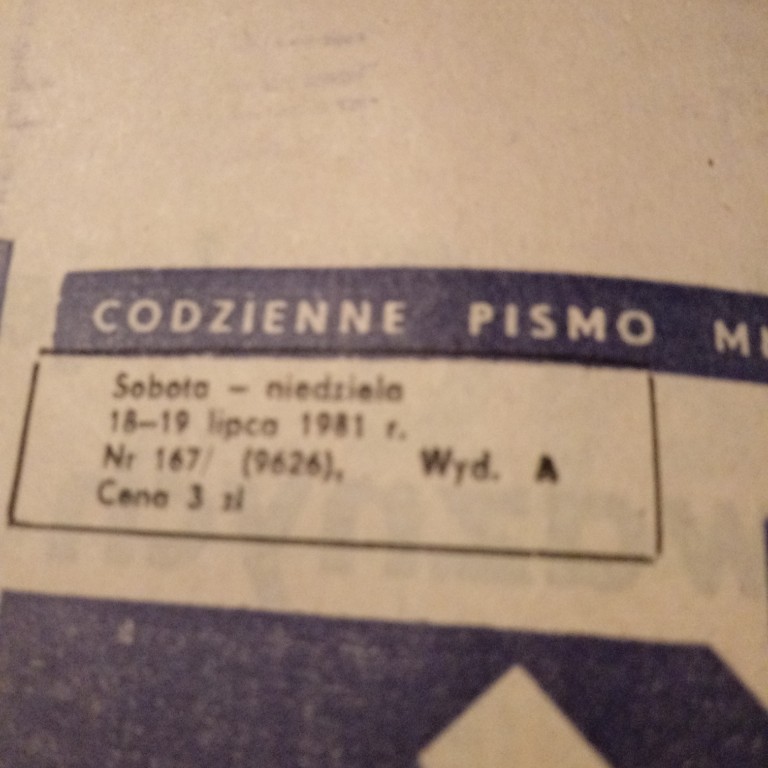 CODZIENNE PISMO
Sobota – niedziela
18–19 lipca 1981 r.
Nr 167/ (9626), Wyd. A
Cena 3 zł